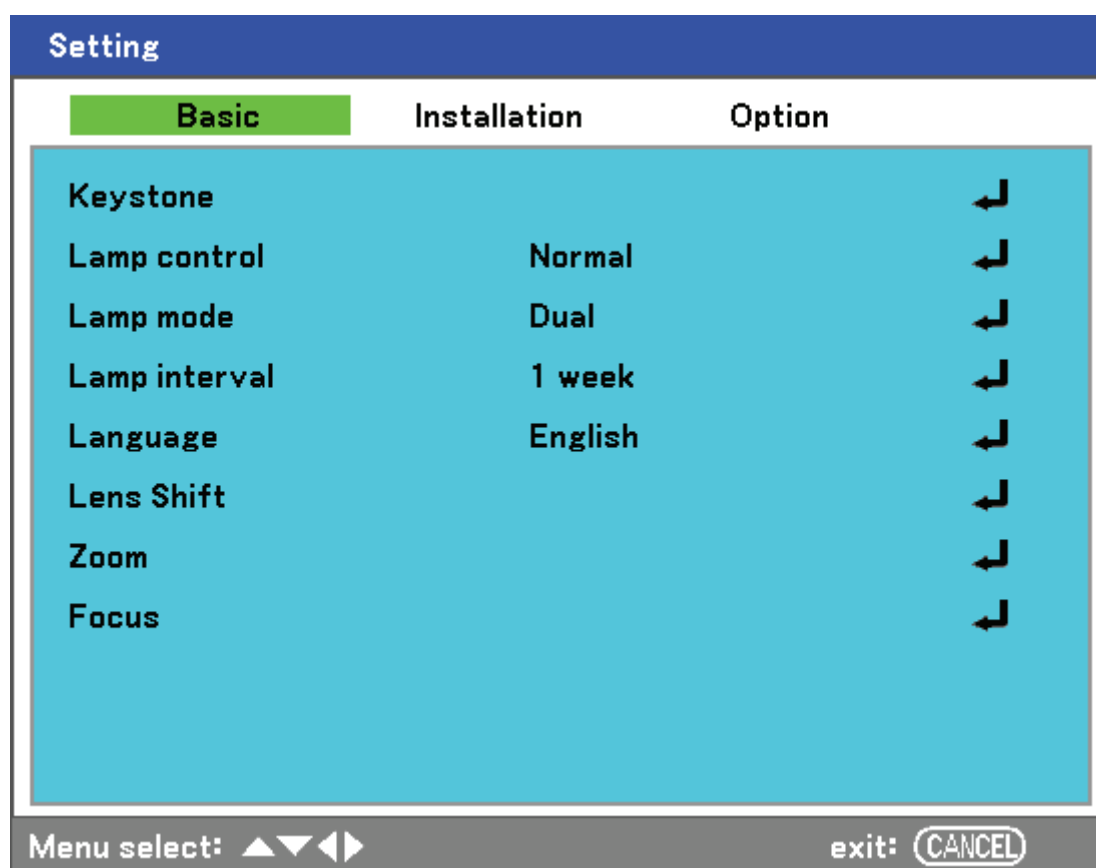 Setting
Basic Installation Option
Keystone
Lamp control Normal
Lamp mode Dual
Lamp interval 1 week
Language English
Lens Shift
Zoom
Focus
Menu select: ▲▼◀▶ exit: CANCEL